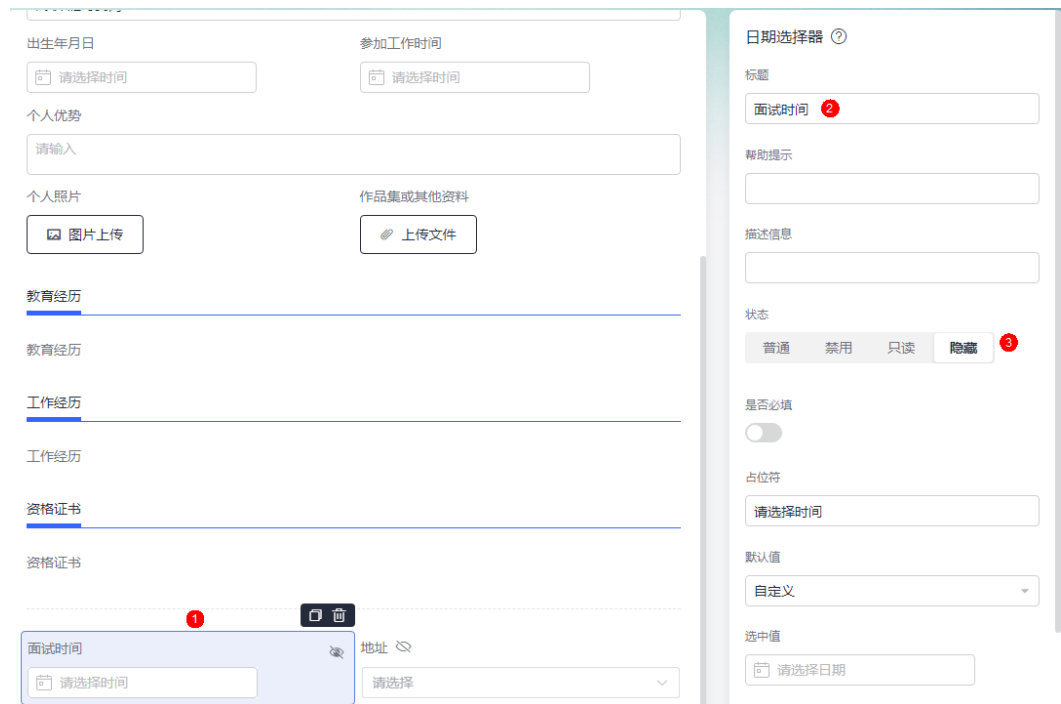 出生年月日
参加工作时间
请选择时间
请选择时间
个人优势
请输入
个人照片
作品集或其他资料
图片上传
上传文件
教育经历
教育经历
工作经历
工作经历
资格证书
资格证书
1
面试时间
地址
请选择时间
请选择
日期选择器 ?
标题
面试时间 2
帮助提示
描述信息
状态
普通 禁用 只读 隐藏 3
是否必填
占位符
请选择时间
默认值
自定义
选中值
请选择日期